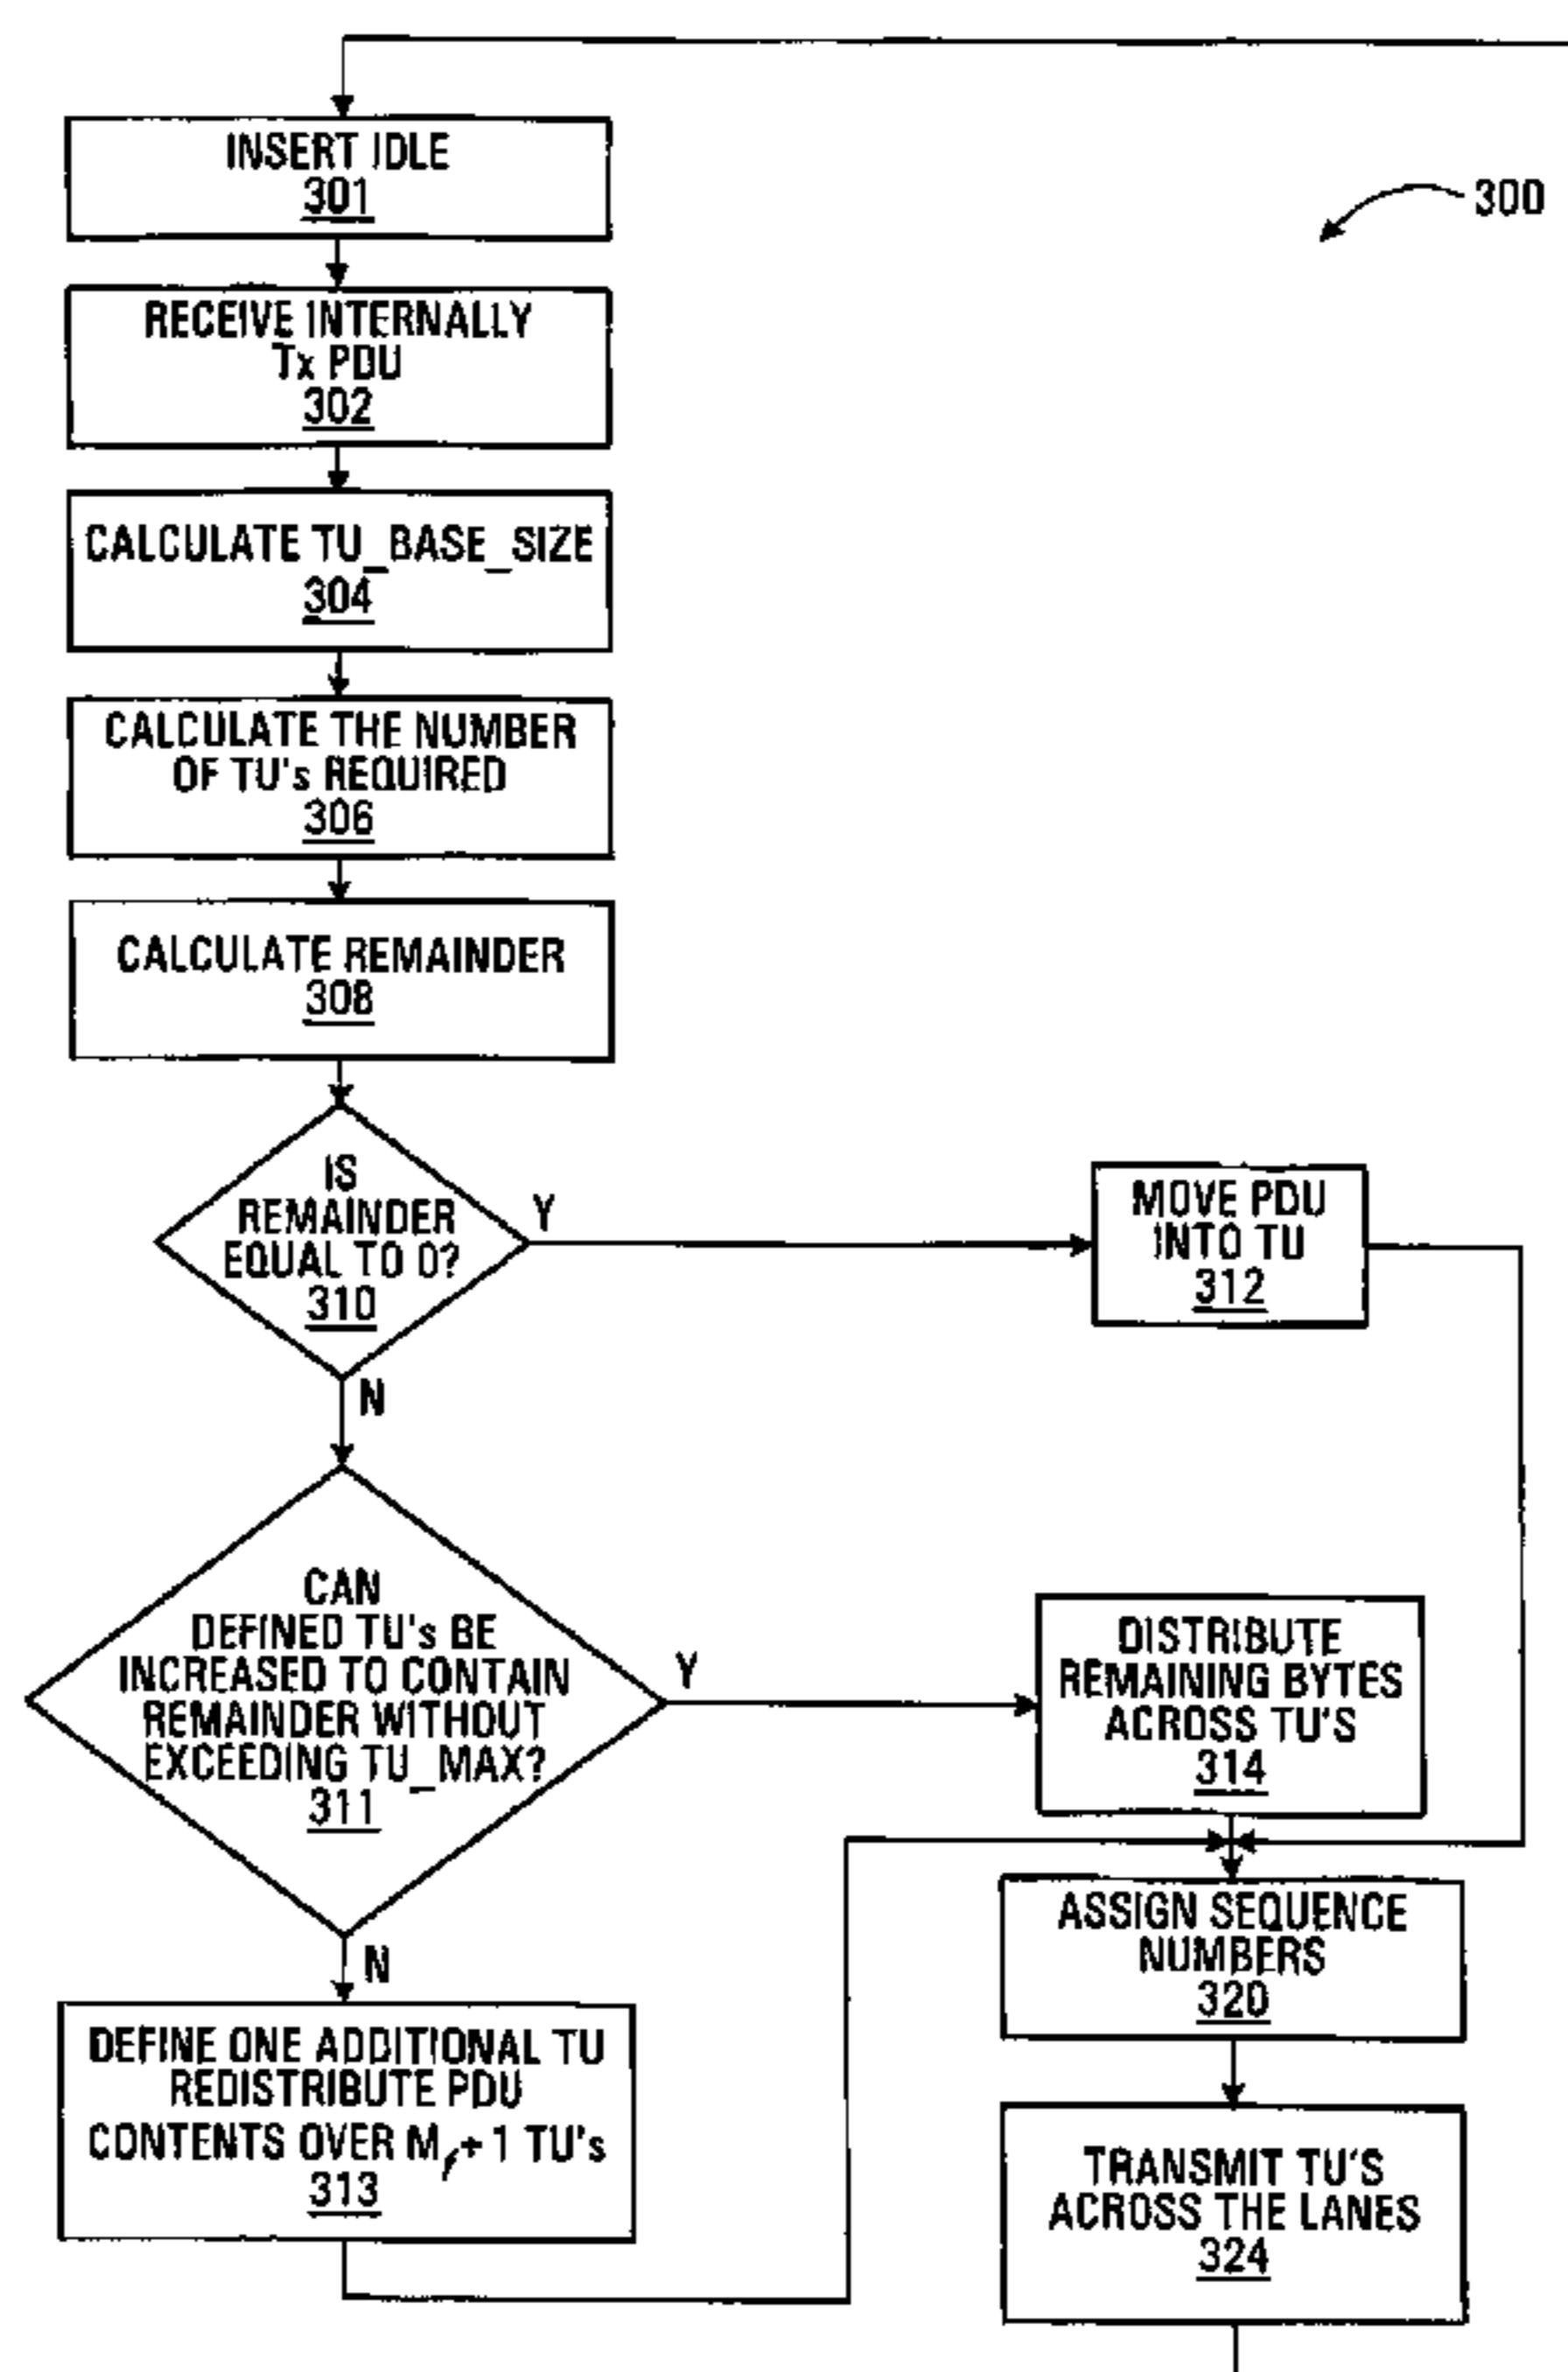 INSERT IDLE
301
300
RECEIVE INTERNALLY
Tx PDU
302
CALCULATE TU_BASE_SIZE
304
CALCULATE THE NUMBER
OF TU's REQUIRED
306
CALCULATE REMAINDER
308
IS
REMAINDER
EQUAL TO 0?
310
Y
N
MOVE PDU
INTO TU
312
CAN
DEFINED TU's BE
INCREASED TO CONTAIN
REMAINDER WITHOUT
EXCEEDING TU_MAX?
311
Y
N
DISTRIBUTE
REMAINING BYTES
ACROSS TU'S
314
DEFINE ONE ADDITIONAL TU
REDISTRIBUTE PDU
CONTENTS OVER M + 1 TU's
313
ASSIGN SEQUENCE
NUMBERS
320
TRANSMIT TU'S
ACROSS THE LANES
324